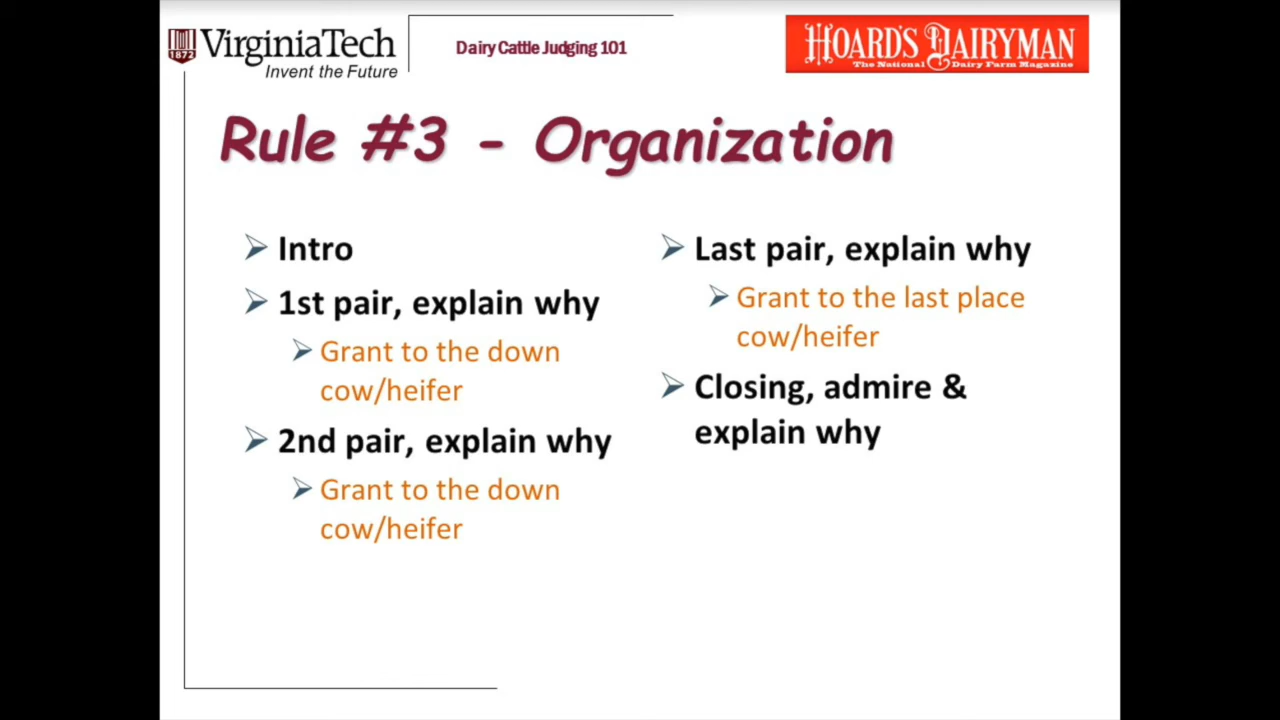 VirginiaTech
1872
Invent the Future
Dairy Cattle Judging 101
HOARD'S DAIRYMAN
The National Dairy Farm Magazine
Rule #3 - Organization
Intro
1st pair, explain why
Grant to the down
cow/heifer
2nd pair, explain why
Grant to the down
cow/heifer
Last pair, explain why
Grant to the last place
cow/heifer
Closing, admire &
explain why